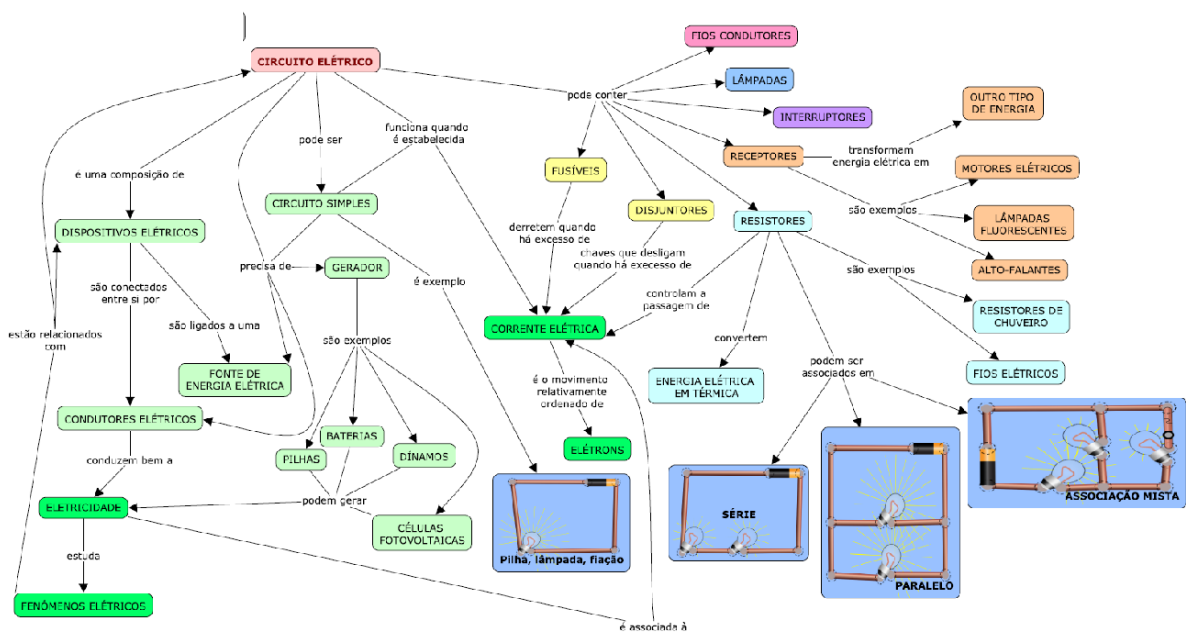 FIOS CONDUTORES
CIRCUITO ELÉTRICO
LÂMPADAS
pode conter
OUTRO TIPO
DE ENERGIA
INTERRUPTORES
funciona quando
é estabelecida
pode ser
transformam
energia elétrica em
RECEPTORES
MOTORES ELÉTRICOS
é uma composição de
FUSÍVEIS
CIRCUITO SIMPLES
DISJUNTORES
RESISTORES
são exemplos
LÂMPADAS
FLUORESCENTES
DISPOSITIVOS ELÉTRICOS
derretem quando
há excesso de
chaves que desligam
quando há execesso de
precisa de
GERADOR
são exemplos
ALTO-FALANTES
é exemplo
são conectados
entre si por
controlam a
passagem de
RESISTORES DE
CHUVEIRO
são ligados a uma
CORRENTE ELÉTRICA
estão relacionados
com
são exemplos
convertem
podem ser
associados em
FONTE DE
ENERGIA ELÉTRICA
é o movimento
relativamente
ordenado de
ENERGIA ELÉTRICA
EM TÉRMICA
FIOS ELÉTRICOS
CONDUTORES ELÉTRICOS
BATERIAS
PILHAS
DÍNAMOS
ELÉTRONS
conduzem bem a
podem gerar
ELETRICIDADE
CÉLULAS
FOTOVOLTAICAS
SÉRIE
ASSOCIAÇÃO MISTA
estuda
Pilha, lâmpada, fiação
PARALELO
FENÔMENOS ELÉTRICOS
é associada à